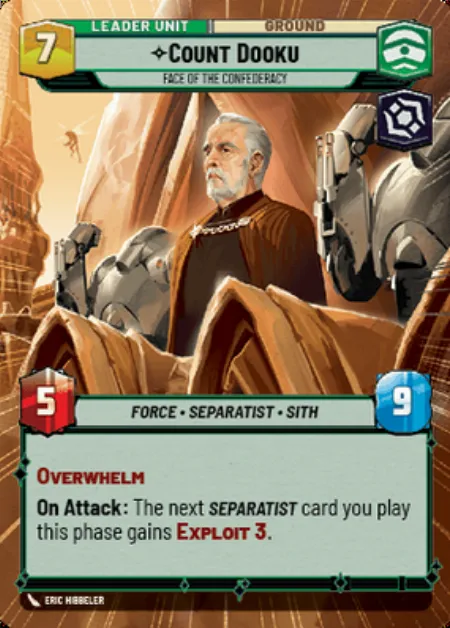 LEADER UNIT GROUND
7
COUNT DOOKU
FACE OF THE CONFEDERACY
5
FORCE • SEPARATIST • SITH
9
OVERWHELM
On Attack: The next SEPARATIST card you play
this phase gains EXPLOIT 3.
ERIC HIBBELER